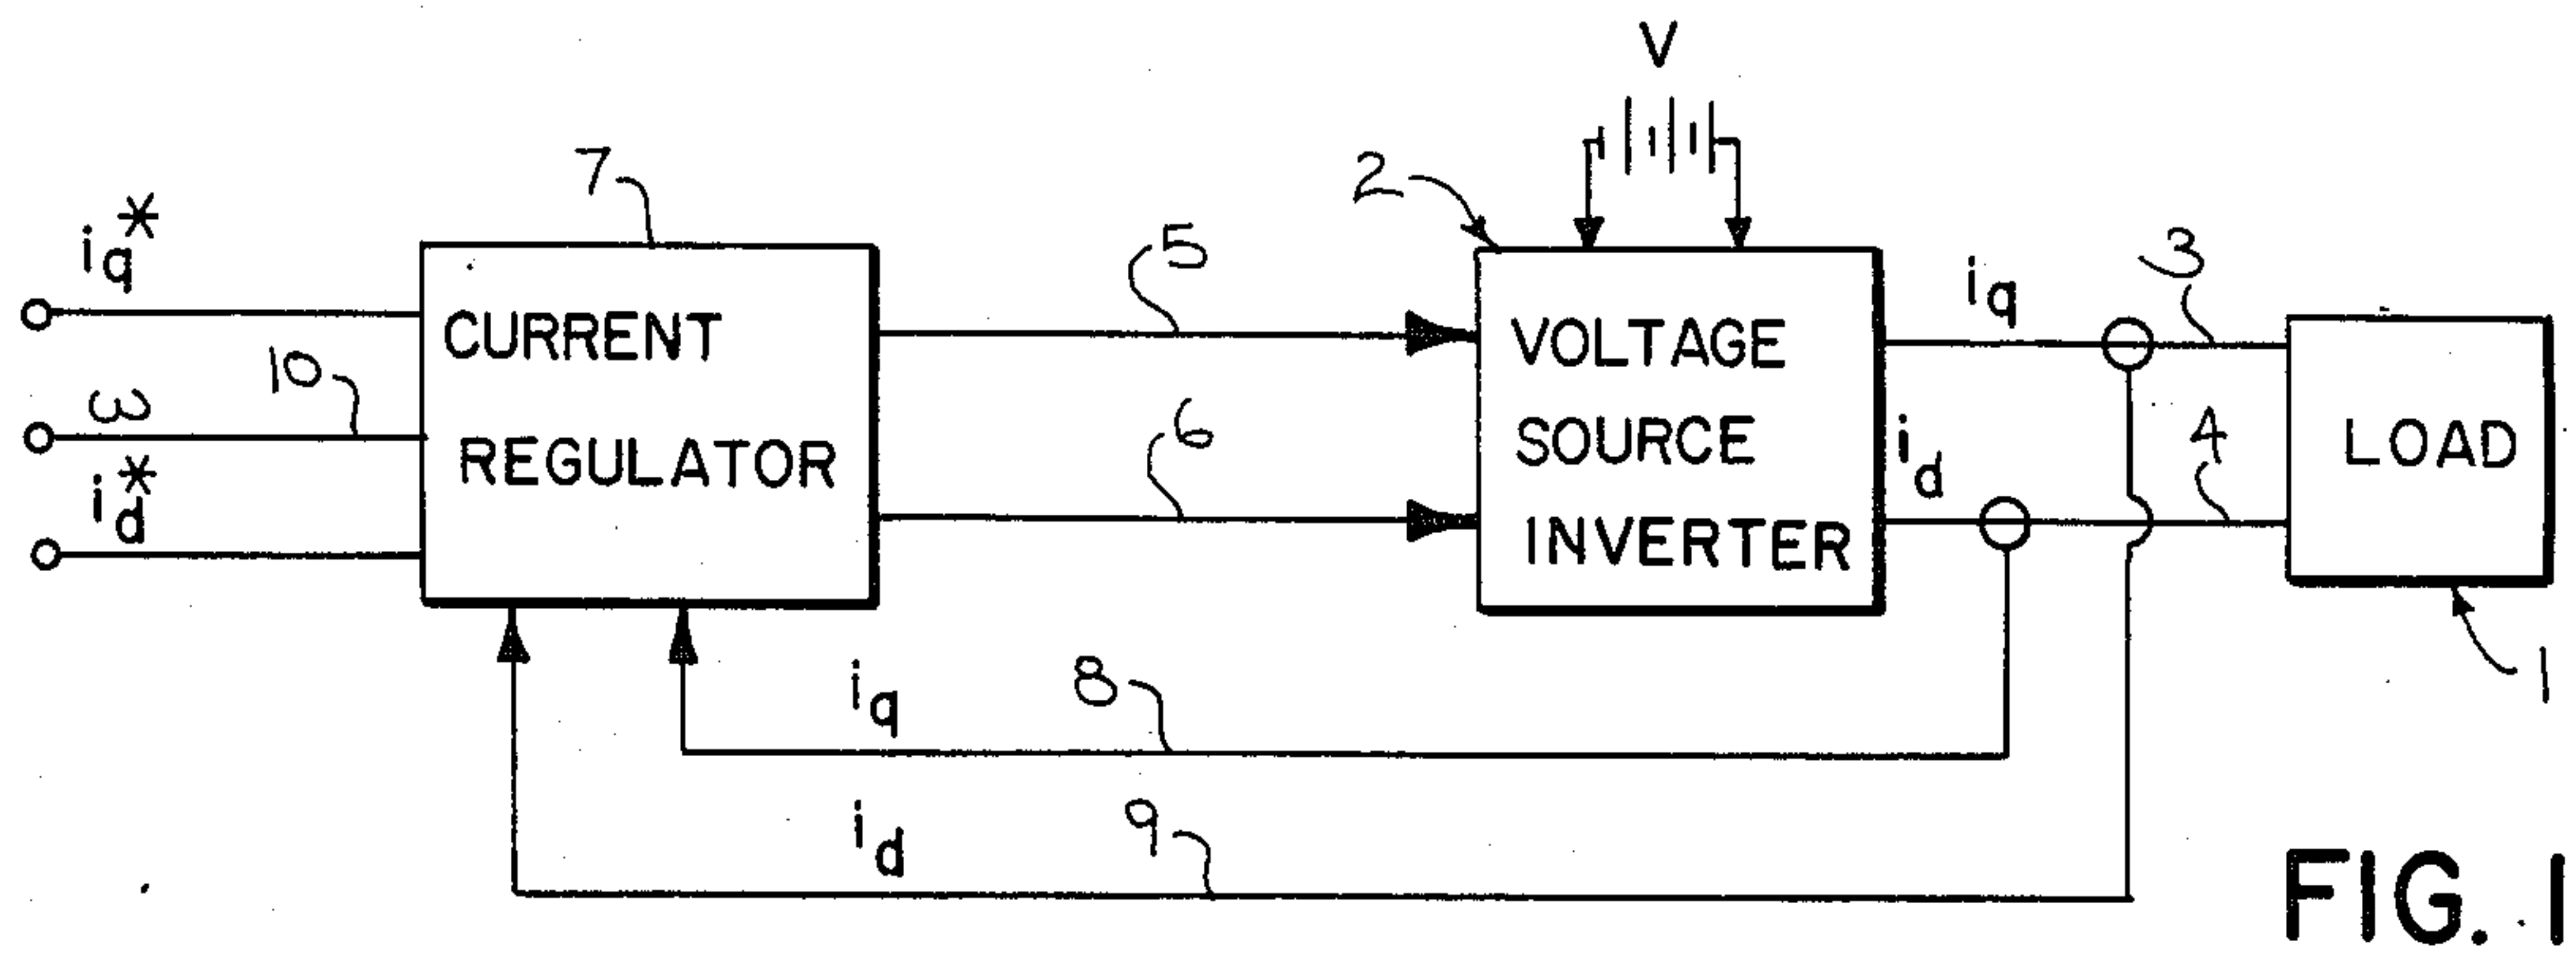 V
7
2
5
3
iq*
iq
CURRENT
VOLTAGE
10
ω
6
id
4
SOURCE
LOAD
REGULATOR
id*
INVERTER
iq
8
1
id
9
FIG. 1